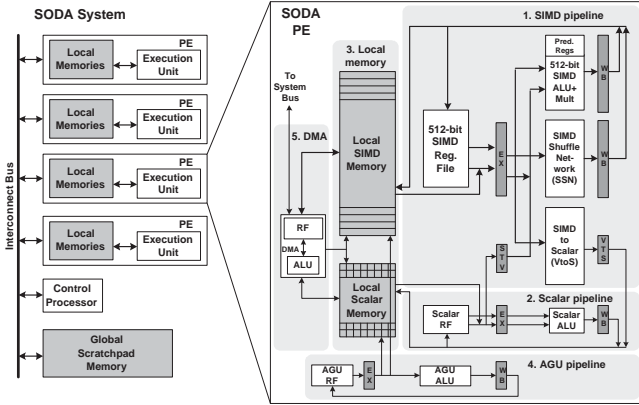 SODA System
Interconnect Bus
PE
Local
Memories
Execution
Unit
PE
Local
Memories
Execution
Unit
PE
Local
Memories
Execution
Unit
PE
Local
Memories
Execution
Unit
Control
Processor
Global
Scratchpad
Memory
SODA
PE
To
System
Bus
5. DMA
RF
DMA
ALU
3. Local
memory
Local
SIMD
Memory
Local
Scalar
Memory
1. SIMD pipeline
512-bit
SIMD
Reg.
File
E
X
Pred.
Regs
512-bit
SIMD
ALU+
Mult
W
B
SIMD
Shuffle
Net-
work
(SSN)
W
B
S
T
V
SIMD
to
Scalar
(VtoS)
V
T
S
2. Scalar pipeline
Scalar
RF
E
X
Scalar
ALU
W
B
4. AGU pipeline
AGU
RF
E
X
AGU
ALU
W
B